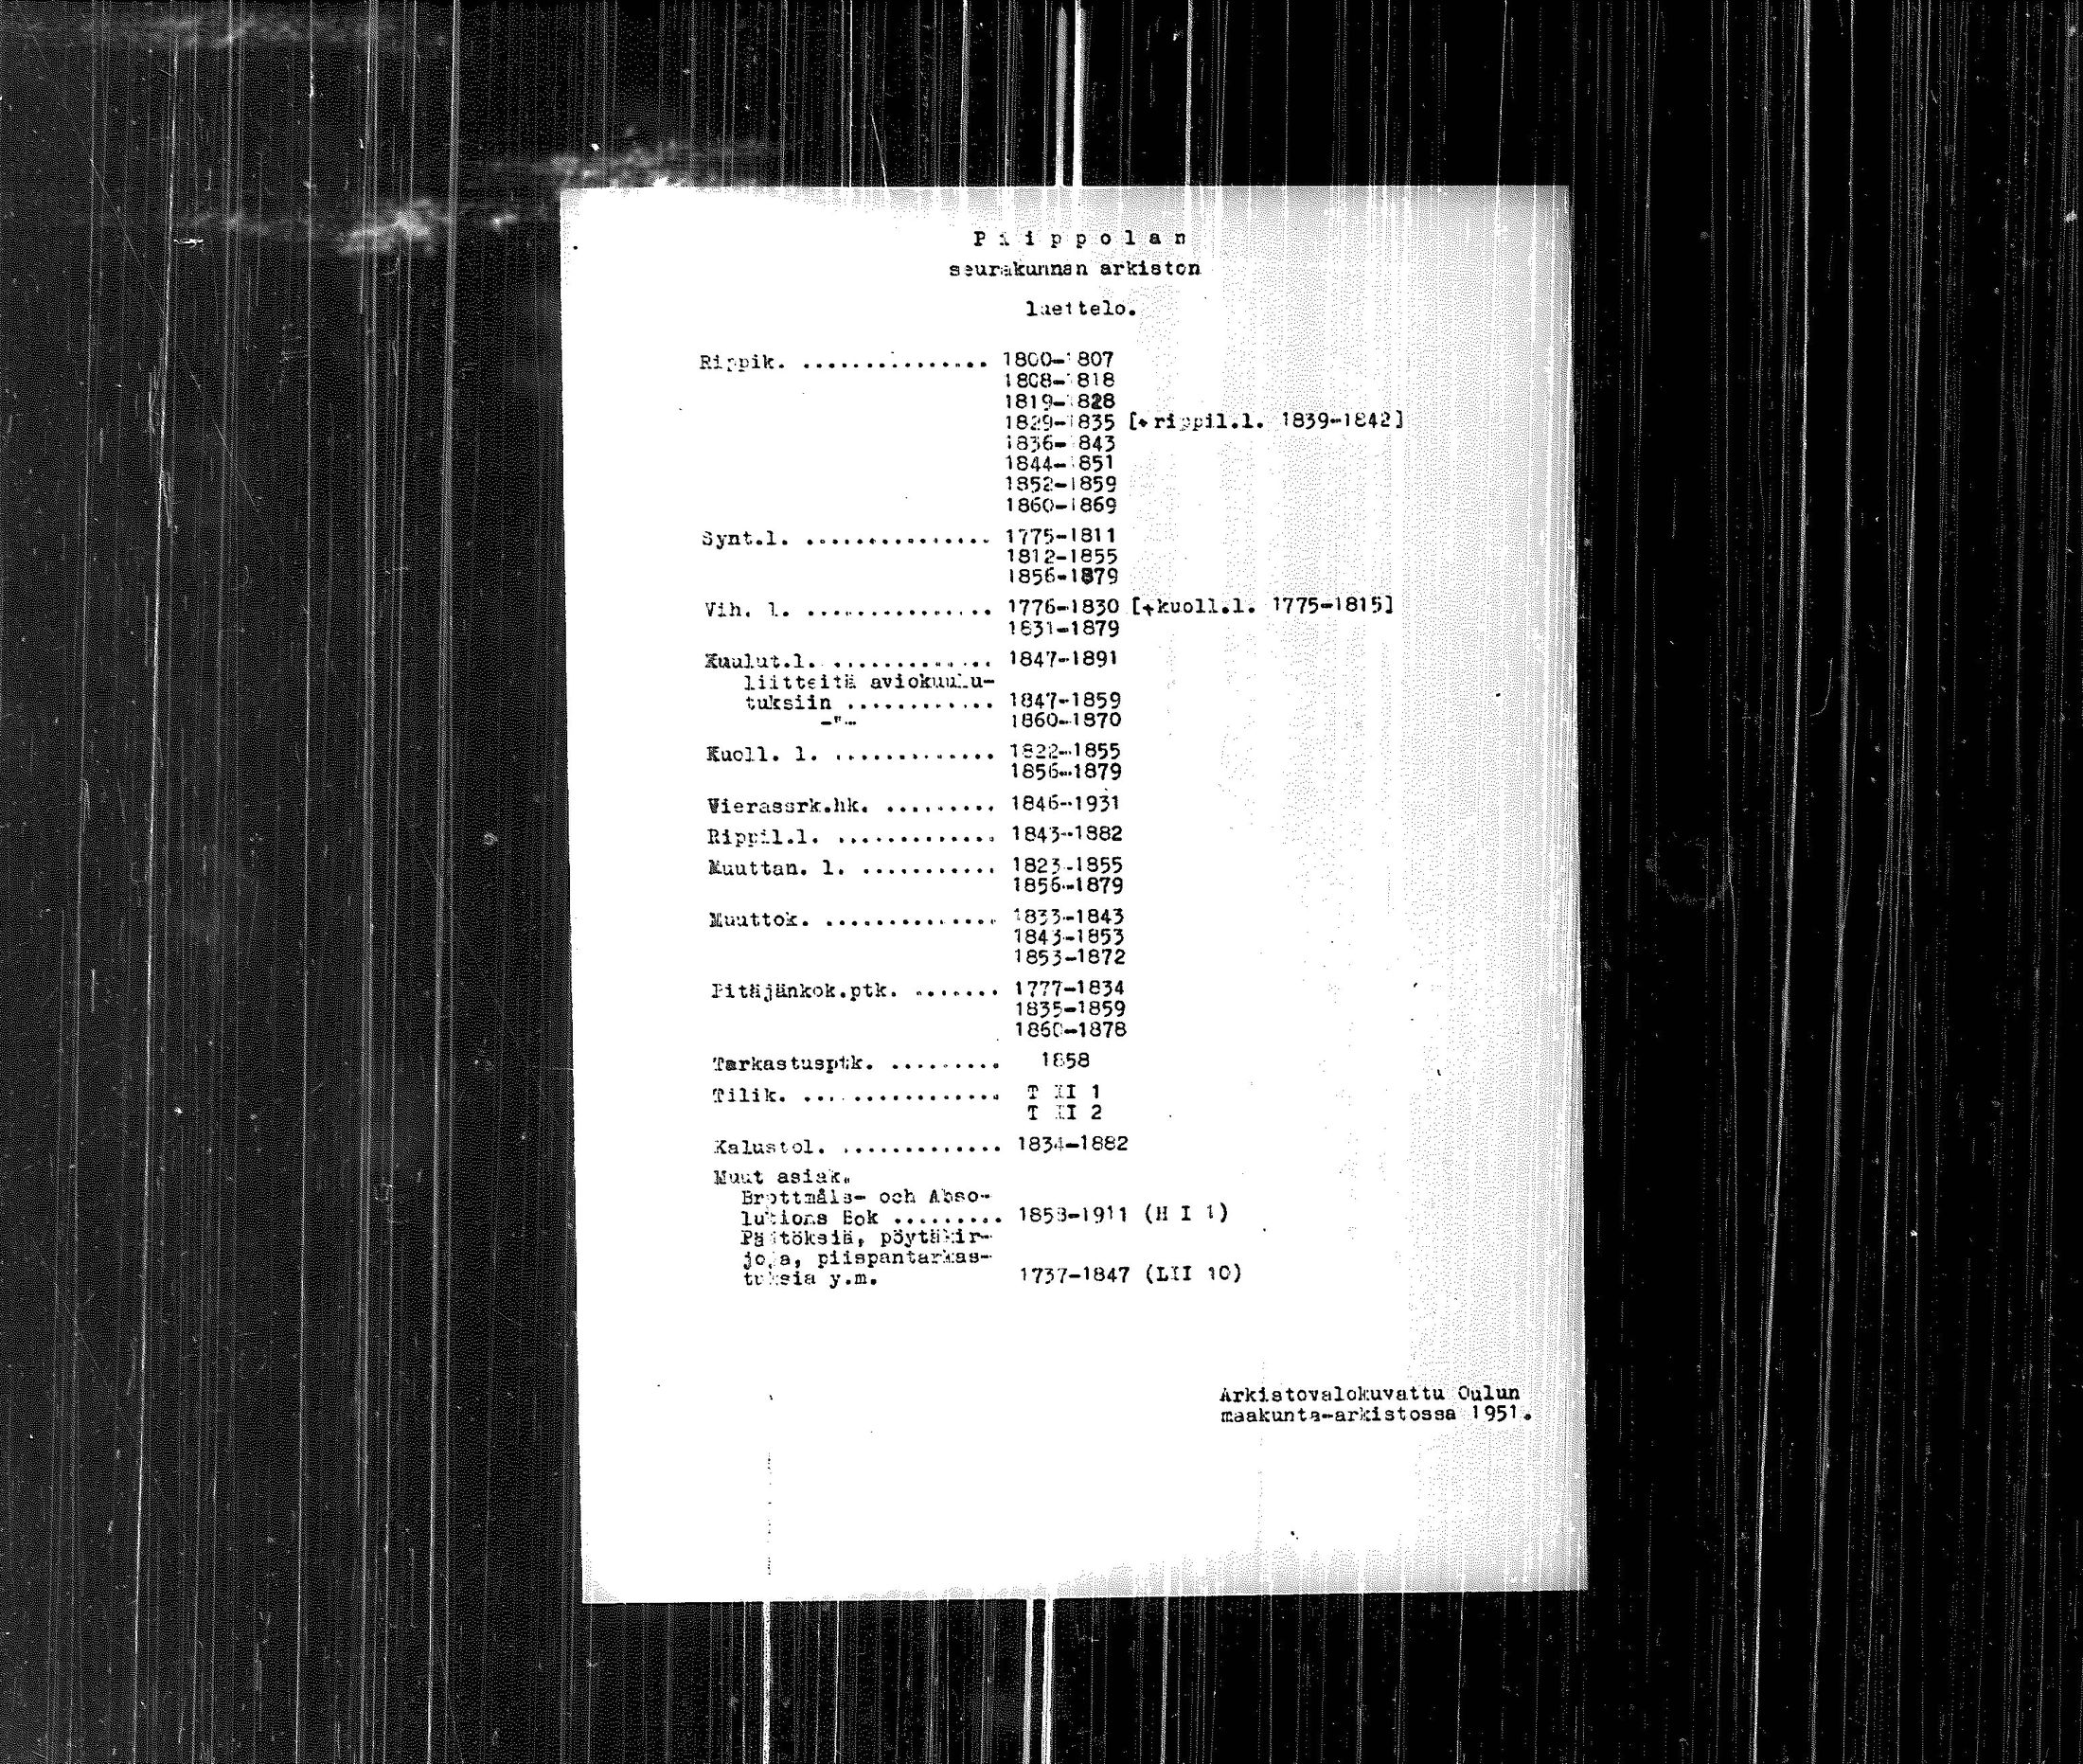 P i i p p o l a n
seurakunnan arkiston
luettelo.
Rippik. ............... 1800-1807
1808-1818
1819-1828
1829-1835 [+rippil.l. 1839-1842]
1836-1843
1844-1851
1852-1859
1860-1869
Synt.l. ............... 1775-1811
1812-1855
1856-1879
Vih. l. ............... 1776-1830 [+kuoll.l. 1775-1815]
1831-1879
Kuulut.l. ............. 1847-1891
liitteitä aviokuulu-
tuksiin ............ 1847-1859
-"- 1860-1870
Kuoll. l. ............. 1822-1855
1856-1879
Vierassrk.hk. ......... 1846-1931
Rippil.l. ............. 1843-1882
Muuttan. l. ........... 1823-1855
1856-1879
Muuttok. .............. 1833-1843
1843-1853
1853-1872
Pitäjänkok.ptk. ....... 1777-1834
1835-1859
1860-1878
Tarkastusptk. ......... 1858
Tilik. ................ T II 1
T II 2
Kalustol. ............. 1834-1882
Muut asiak.
Brottmåls- och Abso-
lutions Bok ......... 1858-1911 (H I 1)
Päätöksiä, pöytäkir-
joja, piispantarkas-
tuksia y.m. 1737-1847 (LII 10)
Arkistovalokuvattu Oulun
maakunta-arkistossa 1951.